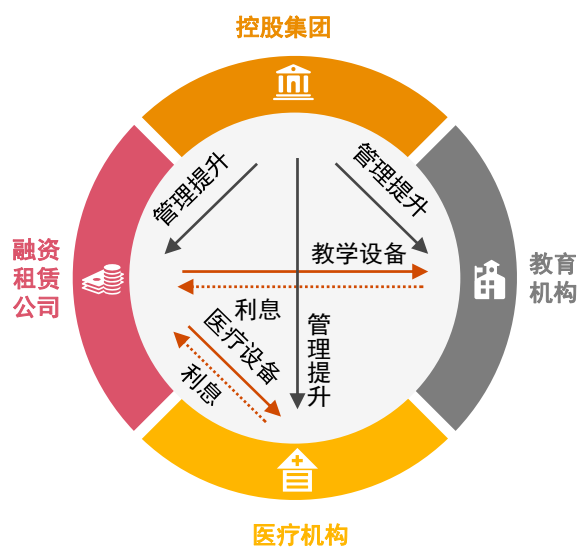 控股集团
管理提升
管理提升
融资
租赁
公司
教学设备
教育
机构
利息
管理提升
医疗设备
利息
医疗机构